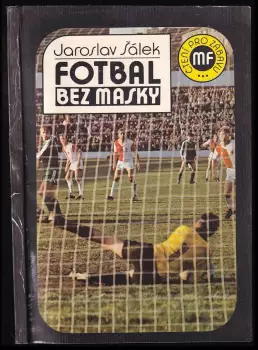 Jaroslav Šálek
FOTBAL
BEZ MASKY
ČTENÍ PRO ZÁBAVU
MF